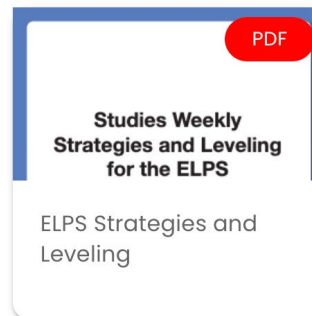 PDF
Studies Weekly
Strategies and Leveling
for the ELPS
ELPS Strategies and
Leveling